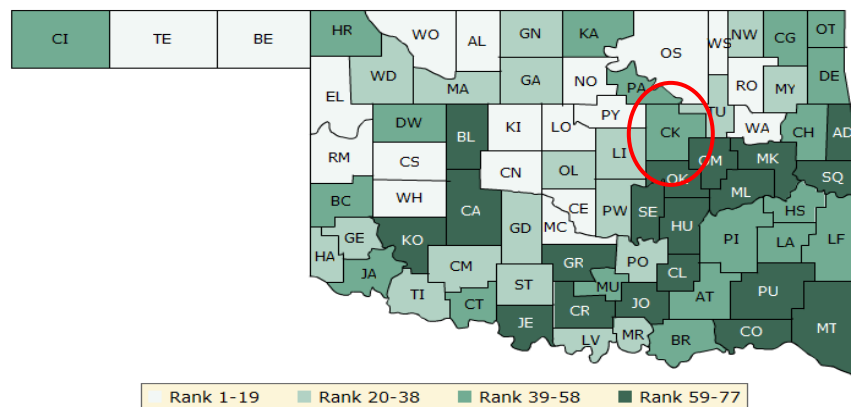 CI TE BE HR WO AL GN KA OS WS NW CG OT
WD MA GA NO PA RO MY DE
EL PY TU
DW BL KI LO CK WA CH AD
RM CS CN OL LI OK MK SQ
BC WH CA CE PW SE ML HS
GE KO GD MC HU PI LA LF
HA JA CM GR PO CL
TI CT ST MU AT PU
JE CR JO CO MT
LV MR BR
Rank 1-19 Rank 20-38 Rank 39-58 Rank 59-77